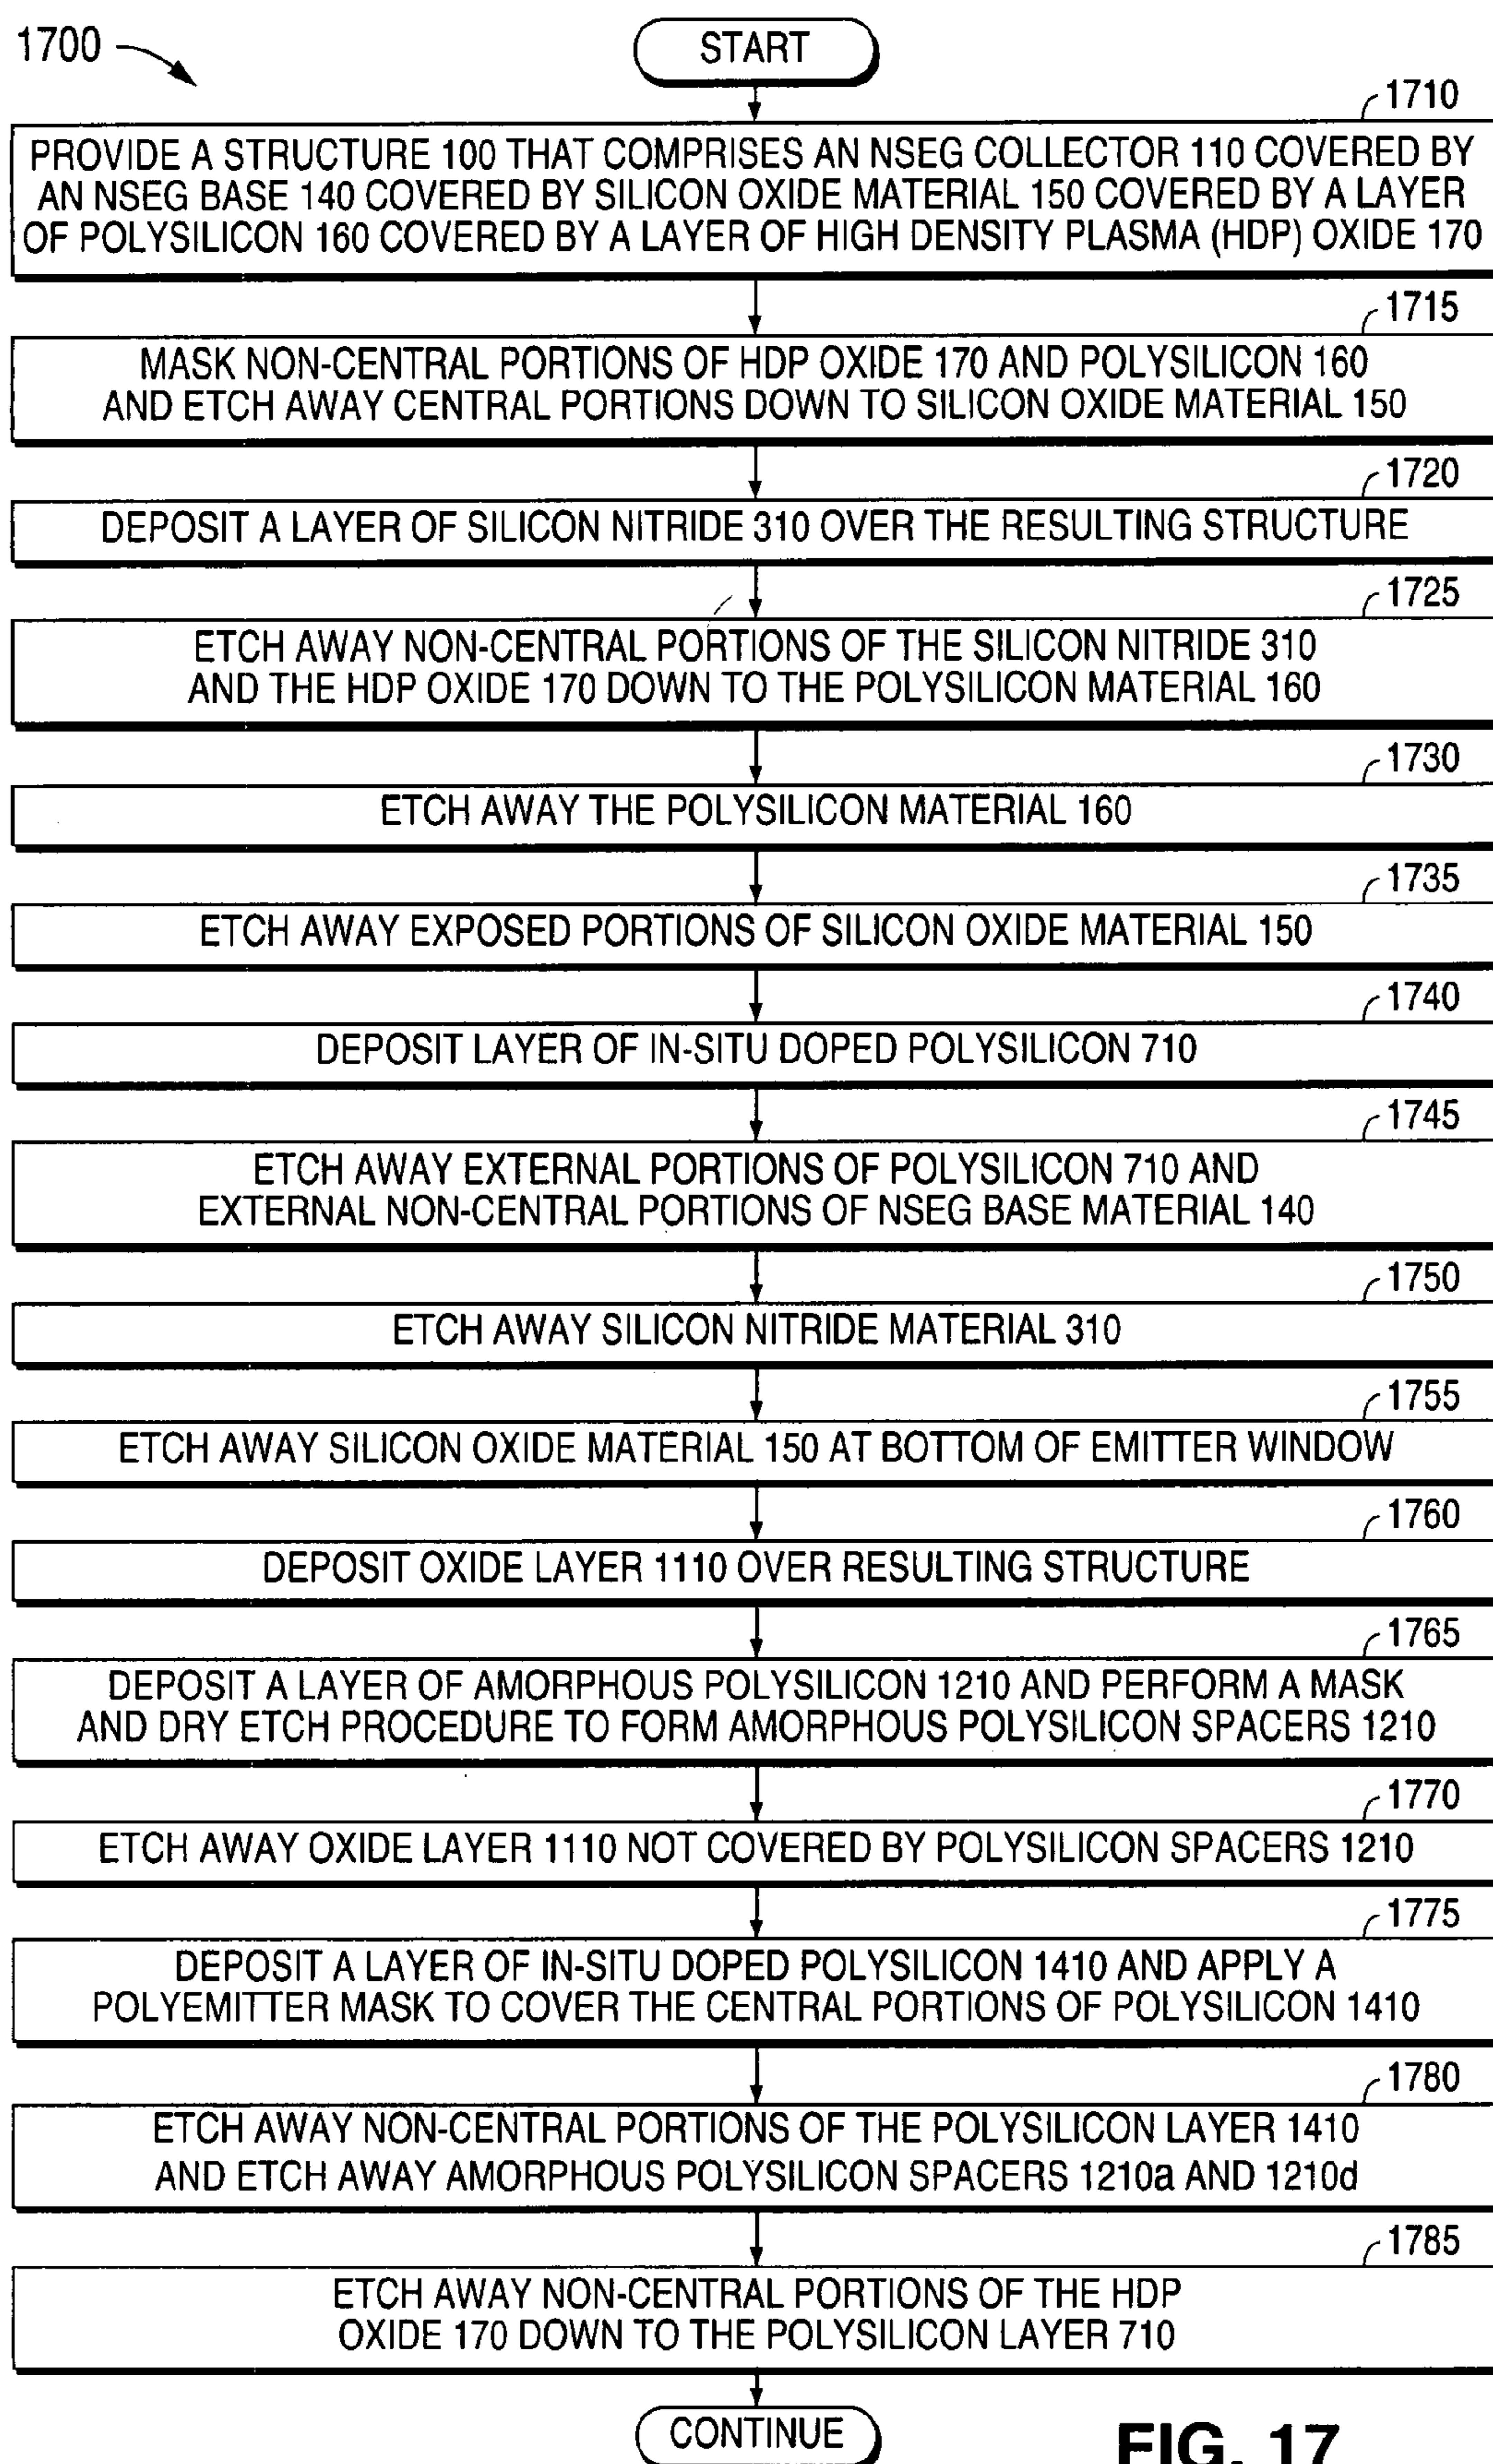 1700
START
1710
PROVIDE A STRUCTURE 100 THAT COMPRISES AN NSEG COLLECTOR 110 COVERED BY
AN NSEG BASE 140 COVERED BY SILICON OXIDE MATERIAL 150 COVERED BY A LAYER
OF POLYSILICON 160 COVERED BY A LAYER OF HIGH DENSITY PLASMA (HDP) OXIDE 170
1715
MASK NON-CENTRAL PORTIONS OF HDP OXIDE 170 AND POLYSILICON 160
AND ETCH AWAY CENTRAL PORTIONS DOWN TO SILICON OXIDE MATERIAL 150
1720
DEPOSIT A LAYER OF SILICON NITRIDE 310 OVER THE RESULTING STRUCTURE
1725
ETCH AWAY NON-CENTRAL PORTIONS OF THE SILICON NITRIDE 310
AND THE HDP OXIDE 170 DOWN TO THE POLYSILICON MATERIAL 160
1730
ETCH AWAY THE POLYSILICON MATERIAL 160
1735
ETCH AWAY EXPOSED PORTIONS OF SILICON OXIDE MATERIAL 150
1740
DEPOSIT LAYER OF IN-SITU DOPED POLYSILICON 710
1745
ETCH AWAY EXTERNAL PORTIONS OF POLYSILICON 710 AND
EXTERNAL NON-CENTRAL PORTIONS OF NSEG BASE MATERIAL 140
1750
ETCH AWAY SILICON NITRIDE MATERIAL 310
1755
ETCH AWAY SILICON OXIDE MATERIAL 150 AT BOTTOM OF EMITTER WINDOW
1760
DEPOSIT OXIDE LAYER 1110 OVER RESULTING STRUCTURE
1765
DEPOSIT A LAYER OF AMORPHOUS POLYSILICON 1210 AND PERFORM A MASK
AND DRY ETCH PROCEDURE TO FORM AMORPHOUS POLYSILICON SPACERS 1210
1770
ETCH AWAY OXIDE LAYER 1110 NOT COVERED BY POLYSILICON SPACERS 1210
1775
DEPOSIT A LAYER OF IN-SITU DOPED POLYSILICON 1410 AND APPLY A
POLYEMITTER MASK TO COVER THE CENTRAL PORTIONS OF POLYSILICON 1410
1780
ETCH AWAY NON-CENTRAL PORTIONS OF THE POLYSILICON LAYER 1410
AND ETCH AWAY AMORPHOUS POLYSILICON SPACERS 1210a AND 1210d
1785
ETCH AWAY NON-CENTRAL PORTIONS OF THE HDP
OXIDE 170 DOWN TO THE POLYSILICON LAYER 710
CONTINUE
FIG. 17